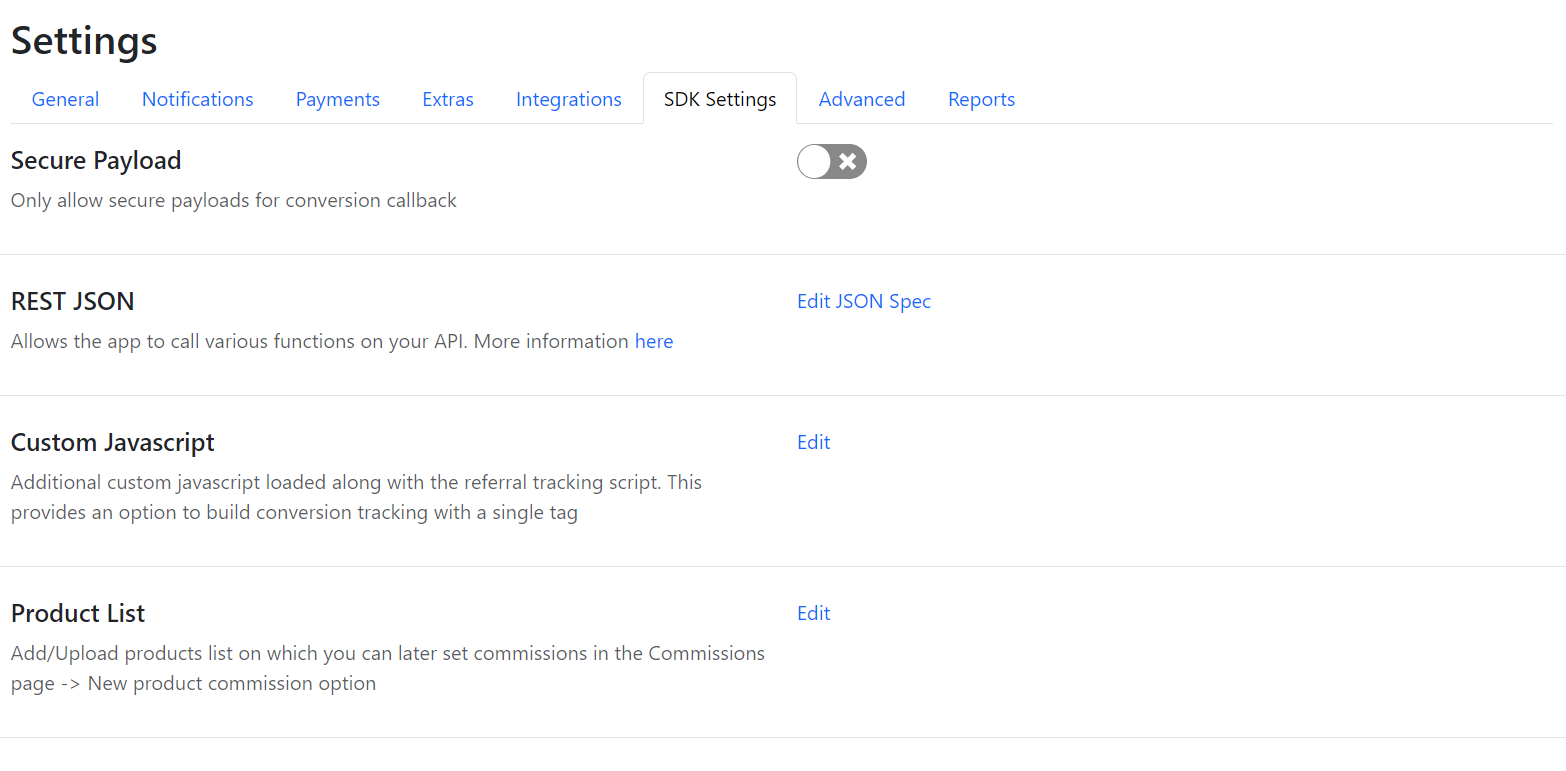 Settings
General Notifications Payments Extras Integrations SDK Settings Advanced Reports
Secure Payload
Only allow secure payloads for conversion callback
REST JSON
Edit JSON Spec
Allows the app to call various functions on your API. More information here
Custom Javascript
Edit
Additional custom javascript loaded along with the referral tracking script. This
provides an option to build conversion tracking with a single tag
Product List
Edit
Add/Upload products list on which you can later set commissions in the Commissions
page -> New product commission option